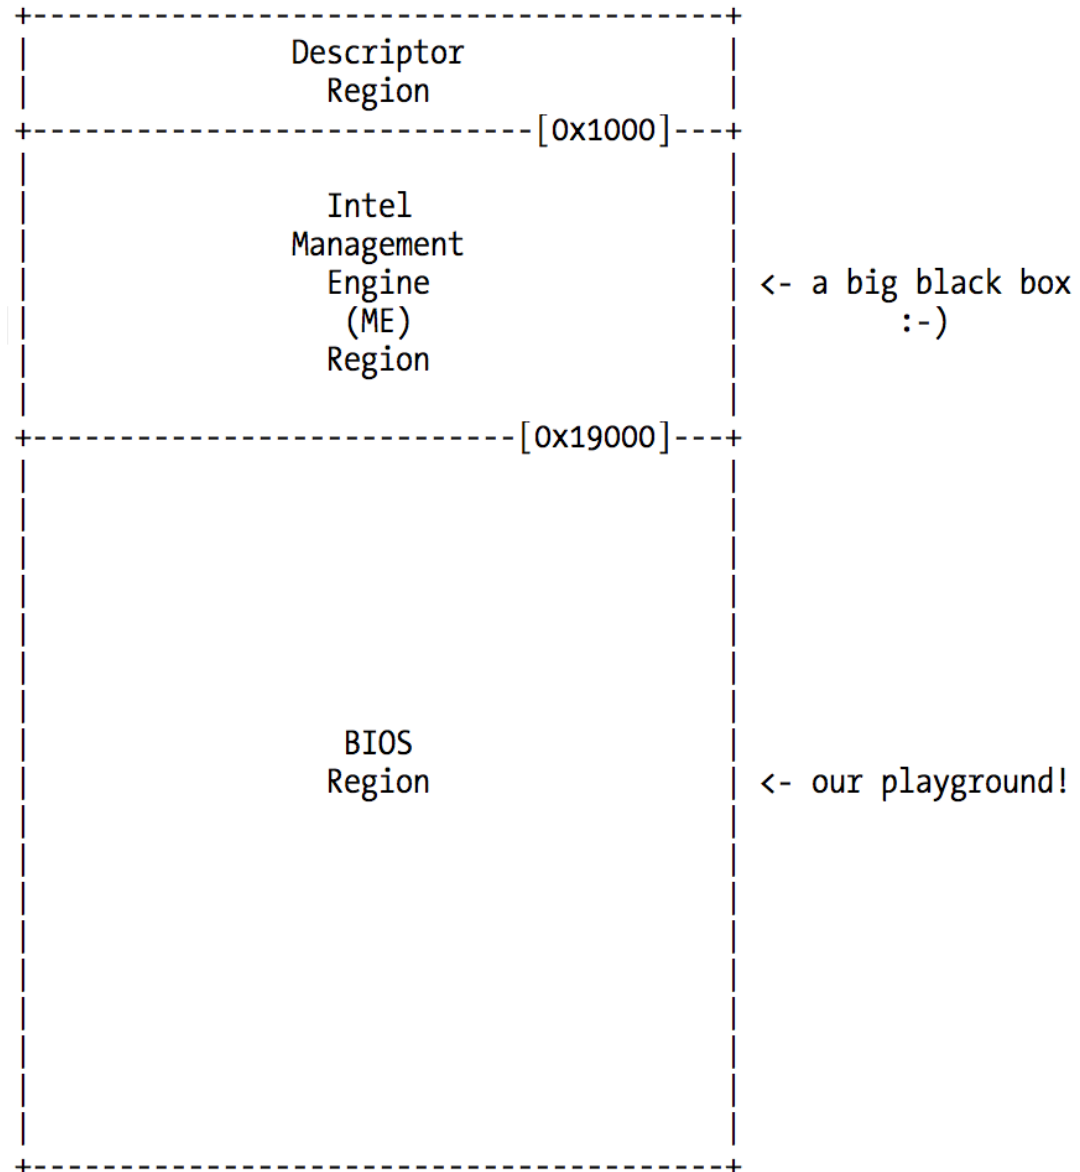 +-----------------------------------------+
Descriptor
Region
+-----------------------------[0x1000]---+
Intel
Management
Engine <- a big black box
(ME) :-)
Region
+----------------------------[0x19000]---+
BIOS
Region <- our playground!
+-----------------------------------------+